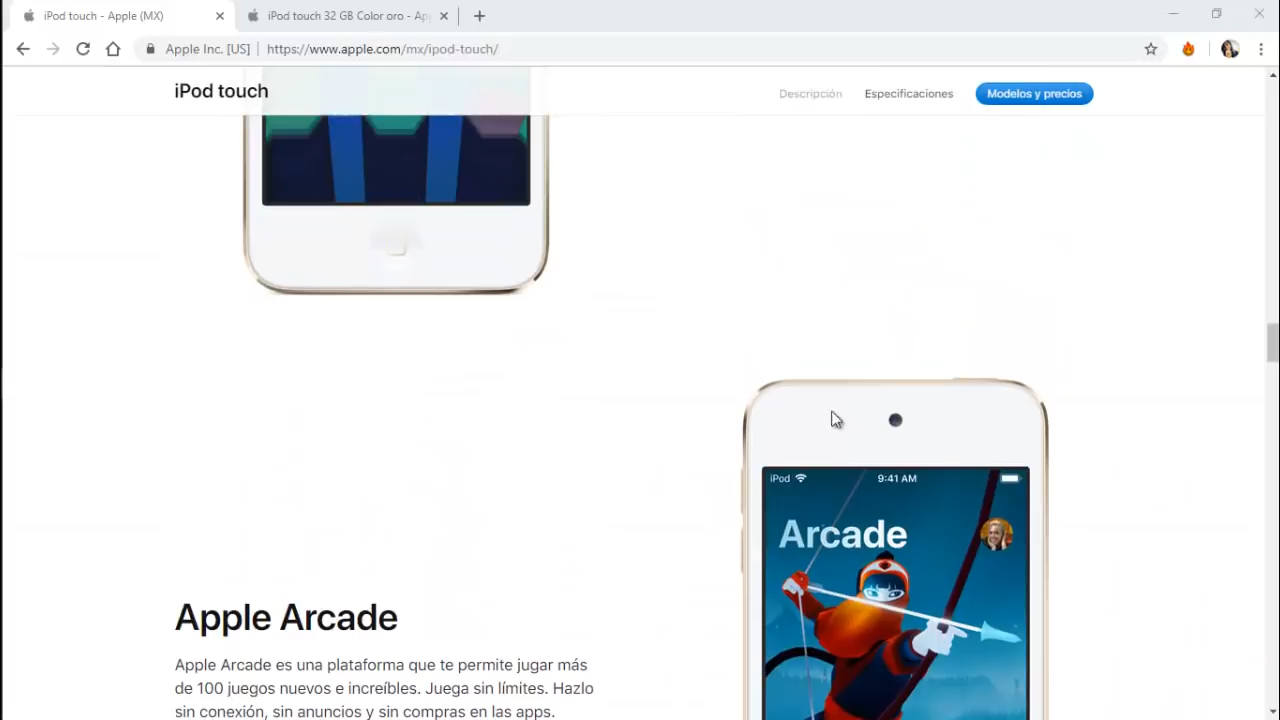 iPod touch - Apple (MX)
iPod touch 32 GB Color oro - Ap
Apple Inc. [US]
https://www.apple.com/mx/ipod-touch/
iPod touch
Descripción
Especificaciones
Modelos y precios
iPod
9:41 AM
Arcade
Apple Arcade
Apple Arcade es una plataforma que te permite jugar más
de 100 juegos nuevos e increíbles. Juega sin límites. Hazlo
sin conexión, sin anuncios y sin compras en las apps.